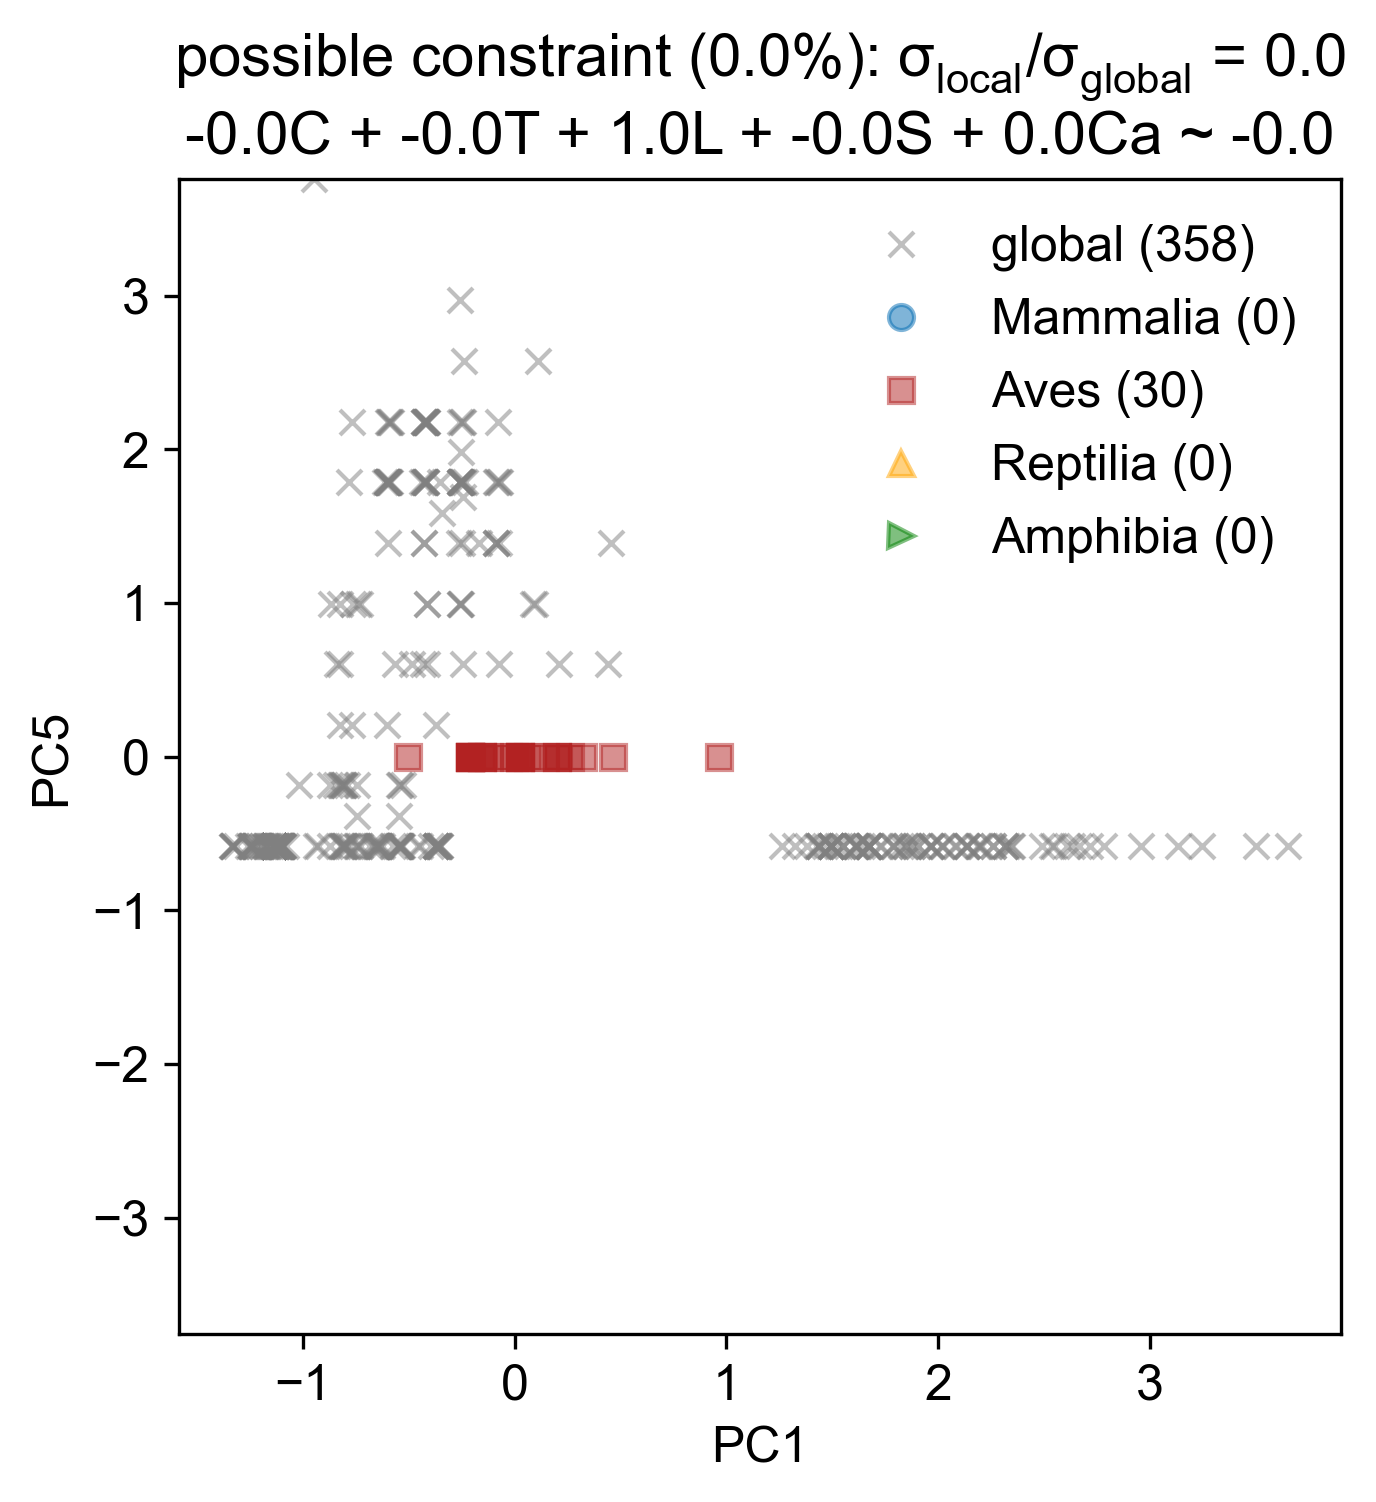 possible constraint (0.0%): σlocal/σglobal = 0.0
-0.0C + -0.0T + 1.0L + -0.0S + 0.0Ca ~ -0.0
global (358)
Mammalia (0)
Aves (30)
Reptilia (0)
Amphibia (0)
3
2
1
0
−1
−2
−3
PC5
−1
0
1
2
3
PC1